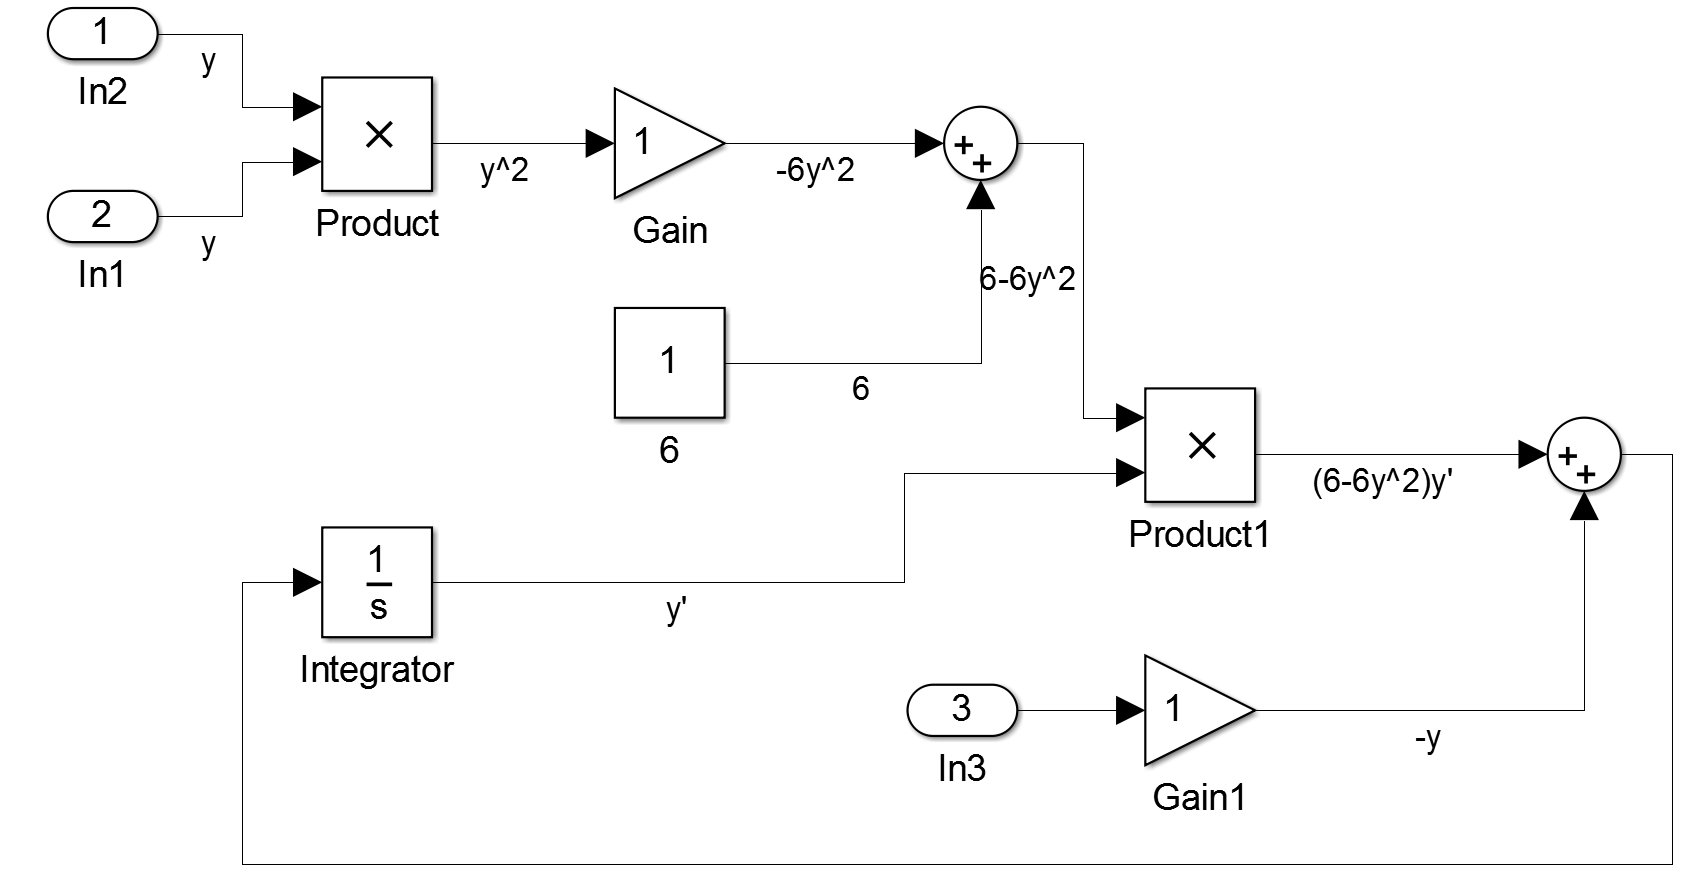 1
y
In2
2
y
In1
×
Product
y^2
1
Gain
-6y^2
+
+
6-6y^2
1
6
6
×
Product1
(6-6y^2)y'
+
+
1
s
Integrator
y'
3
In3
1
Gain1
-y